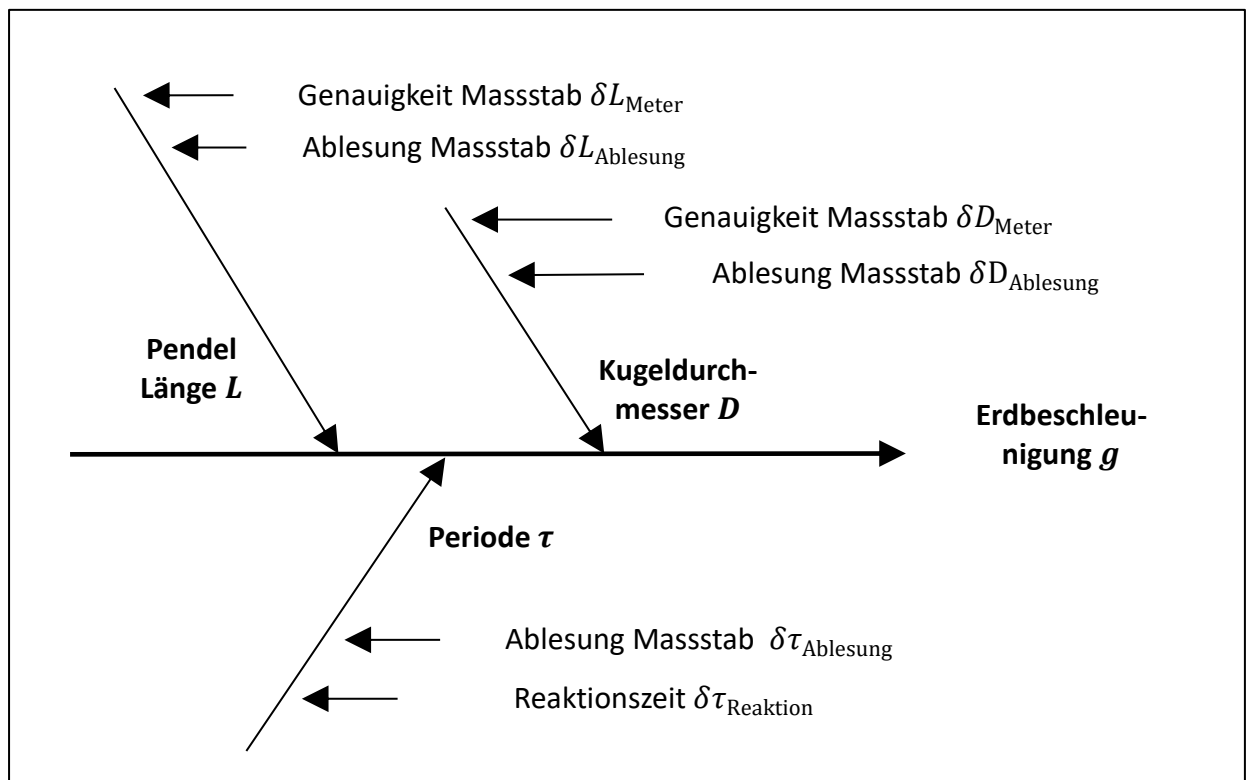 Genauigkeit Massstab δL_Meter
Ablesung Massstab δL_Ablesung
Genauigkeit Massstab δD_Meter
Ablesung Massstab δD_Ablesung
Pendel
Länge L
Kugeldurch-
messer D
Erdbeschleu-
nigung g
Periode τ
Ablesung Massstab δτ_Ablesung
Reaktionszeit δτ_Reaktion